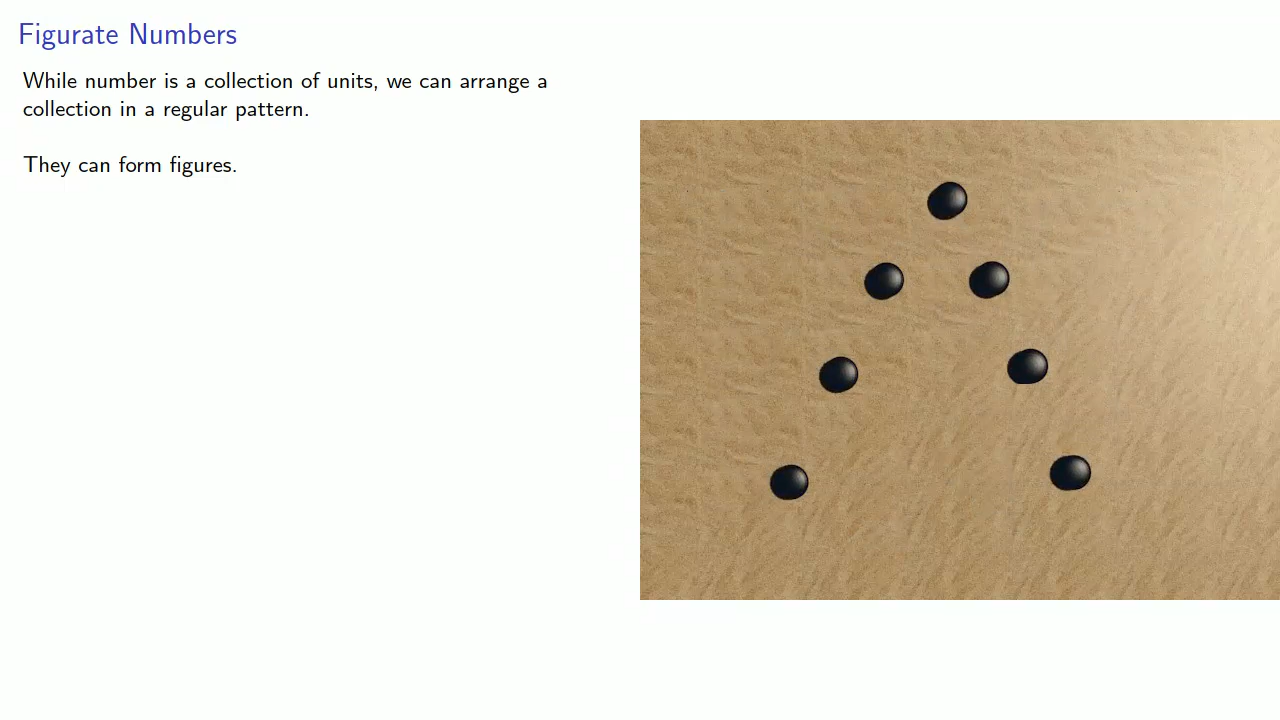 Figurate Numbers
While number is a collection of units, we can arrange a
collection in a regular pattern.
They can form figures.